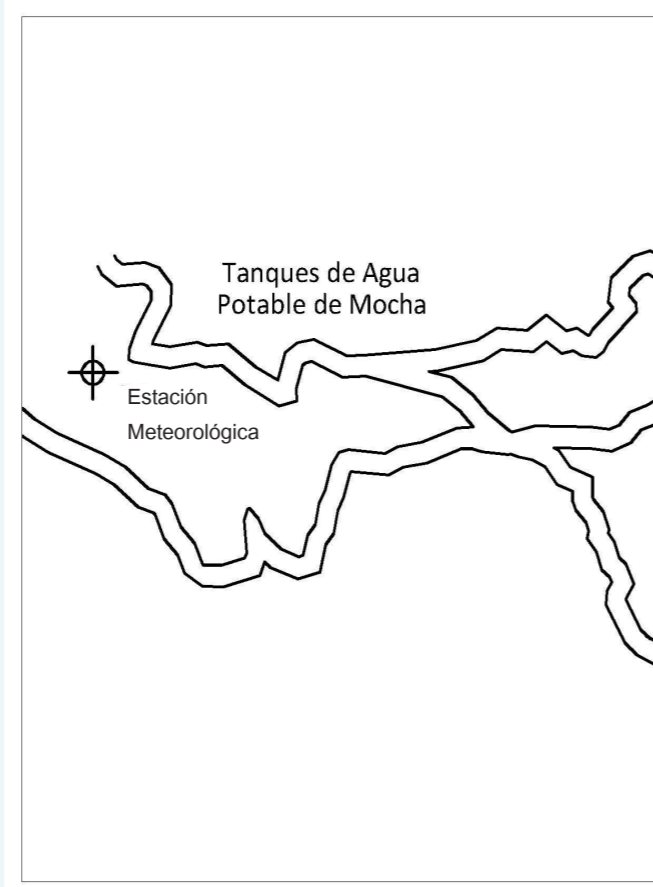 Tanques de Agua
Potable de Mocha
Estación
Meteorológica